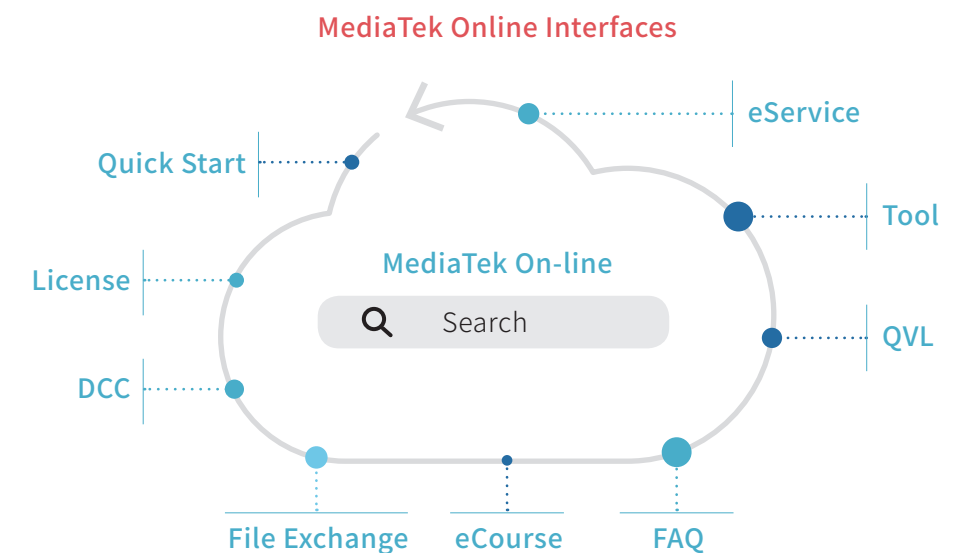 MediaTek Online Interfaces
eService
Quick Start
Tool
MediaTek On-line
License
Search
QVL
DCC
File Exchange
eCourse
FAQ